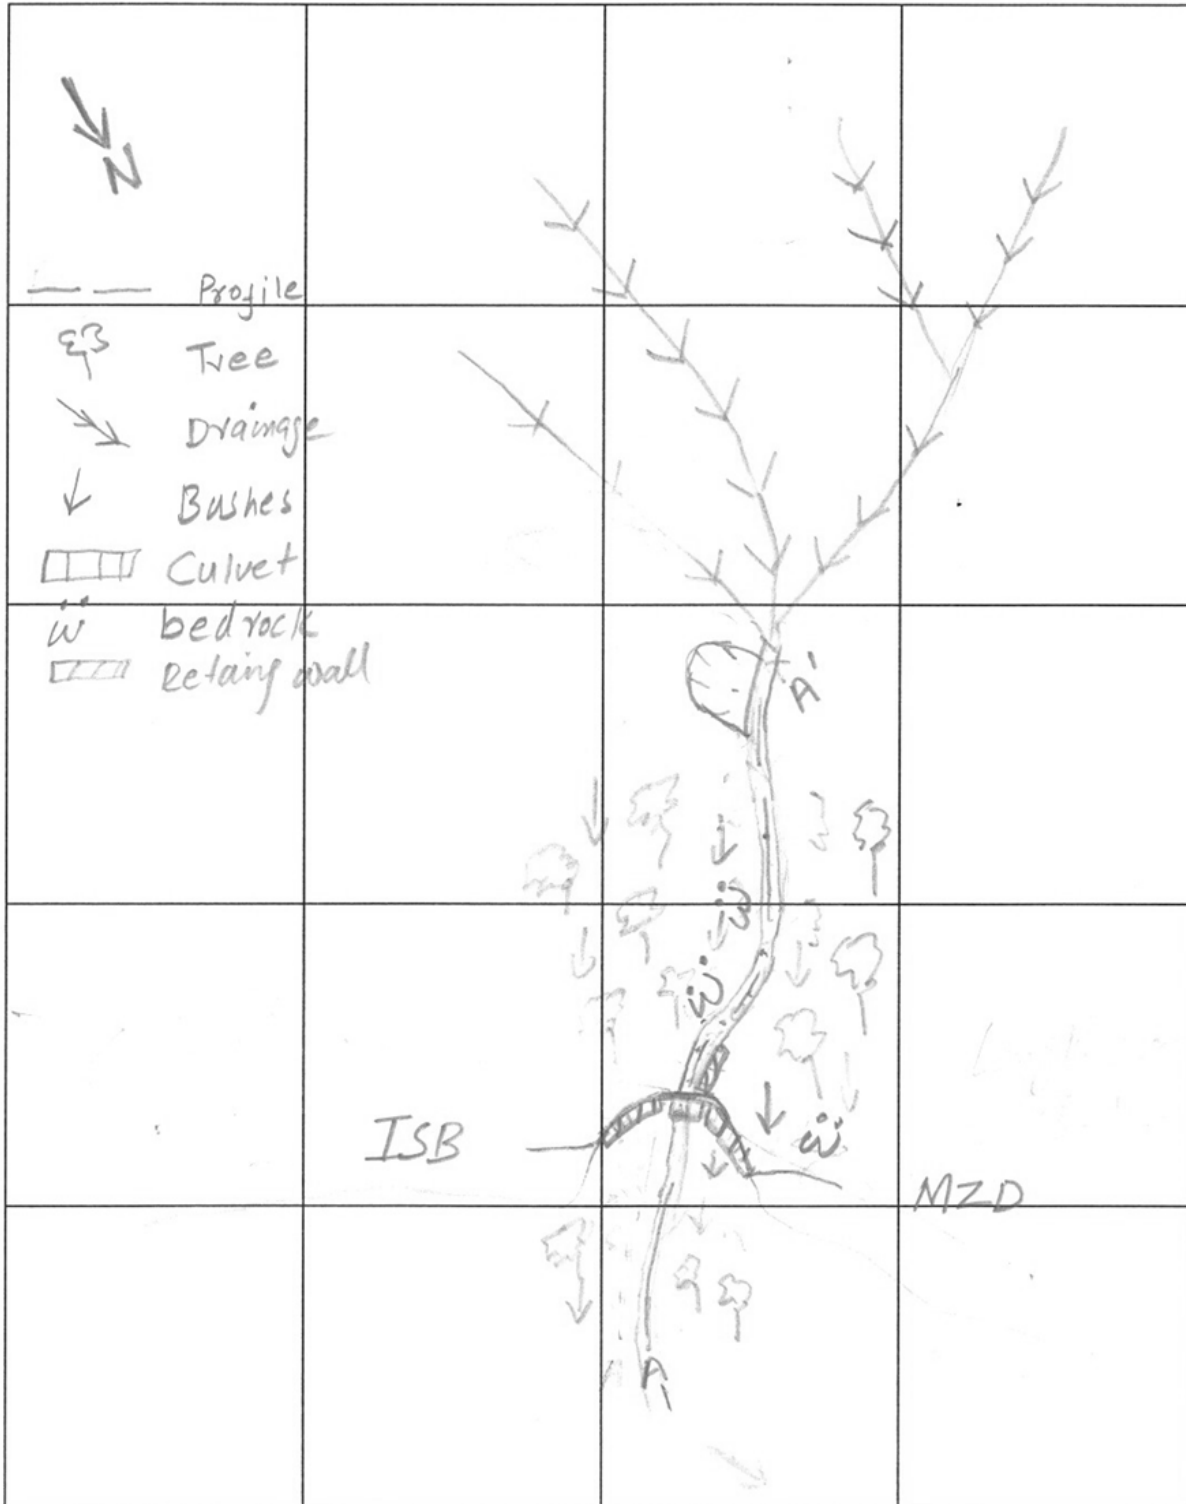 N
Profile
Tree
Drainage
Bushes
Culvet
ẅ bedrock
Retaing wall
A'
ISB
MZD
A